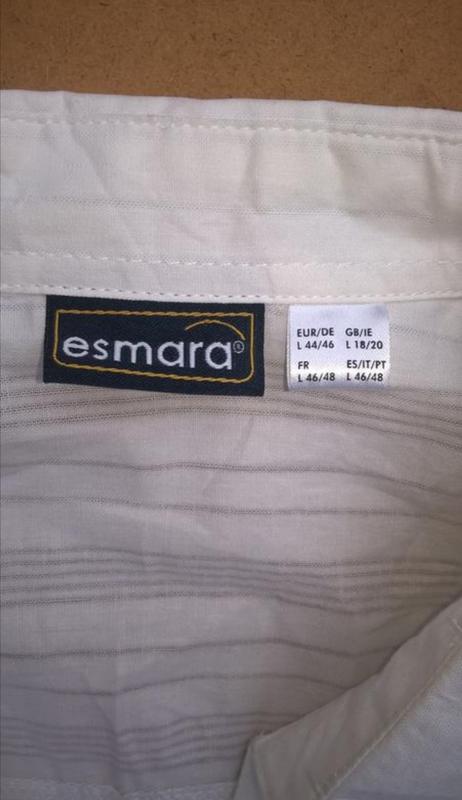 esmara®
EUR/DE GB/IE
L 44/46 L 18/20
FR ES/IT/PT
L 46/48 L 46/48